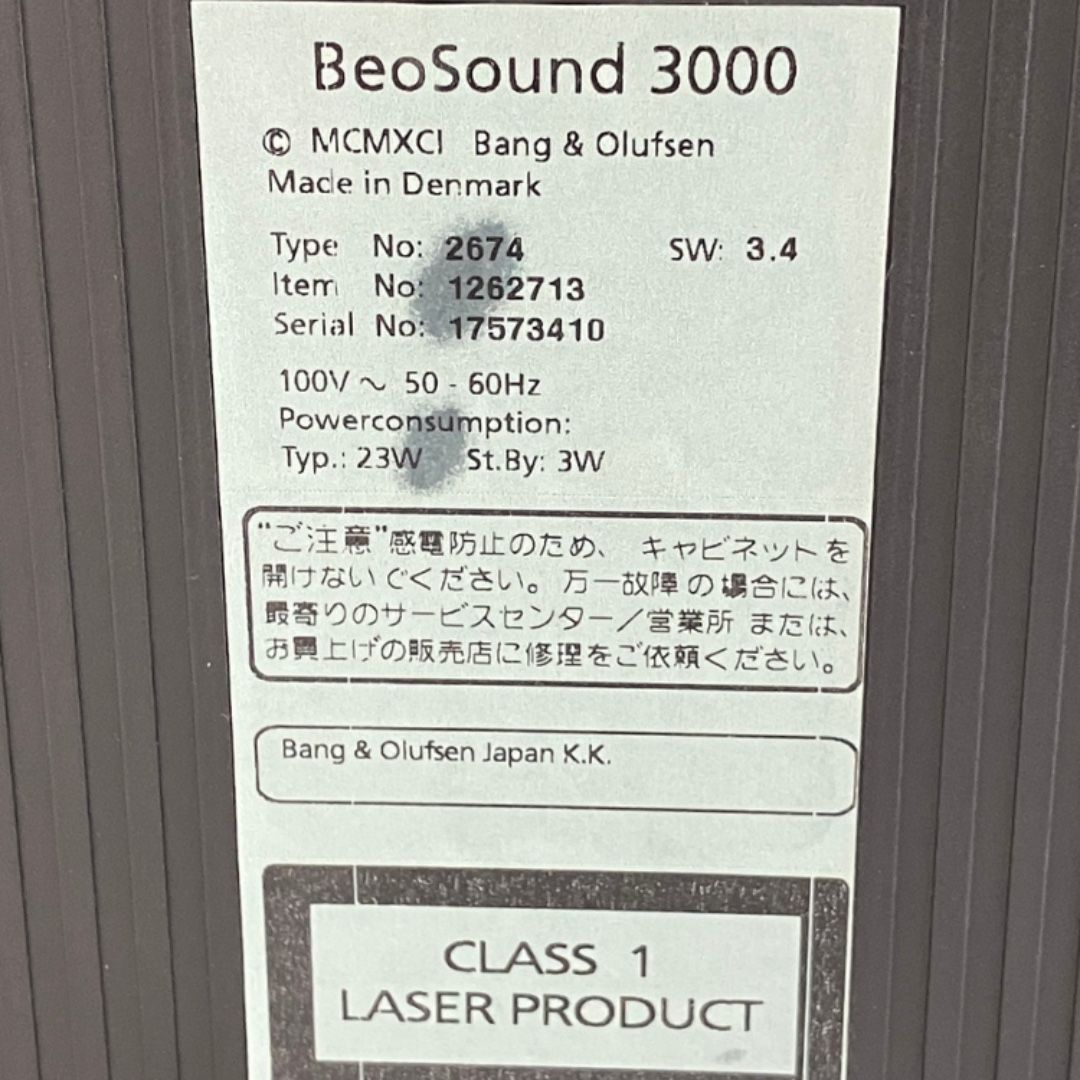 BeoSound 3000
© MCMXCI Bang & Olufsen
Made in Denmark
Type No: 2674 SW: 3.4
Item No: 1262713
Serial No: 17573410
100V ~ 50 - 60Hz
Powerconsumption:
Typ.: 23W St.By: 3W
"ご注意"感電防止のため、 キャビネットを
開けないでください。万一故障の場合には、
最寄りのサービスセンター/営業所 または、
お買上げの販売店に修理をご依頼ください。
Bang & Olufsen Japan K.K.
CLASS 1
LASER PRODUCT